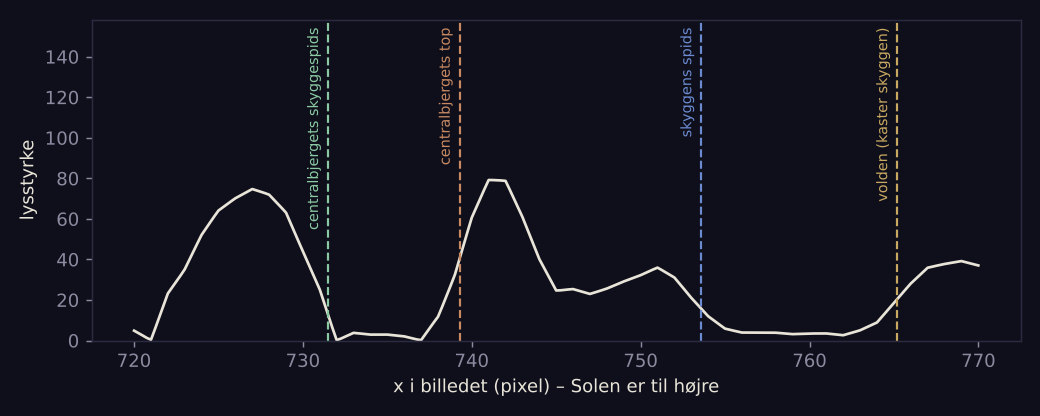 centralbjergets skyggespids
centralbjergets top
skyggens spids
volden (kaster skyggen)
lysstyrke
140
120
100
80
60
40
20
0
720
730
740
750
760
770
x i billedet (pixel) – Solen er til højre